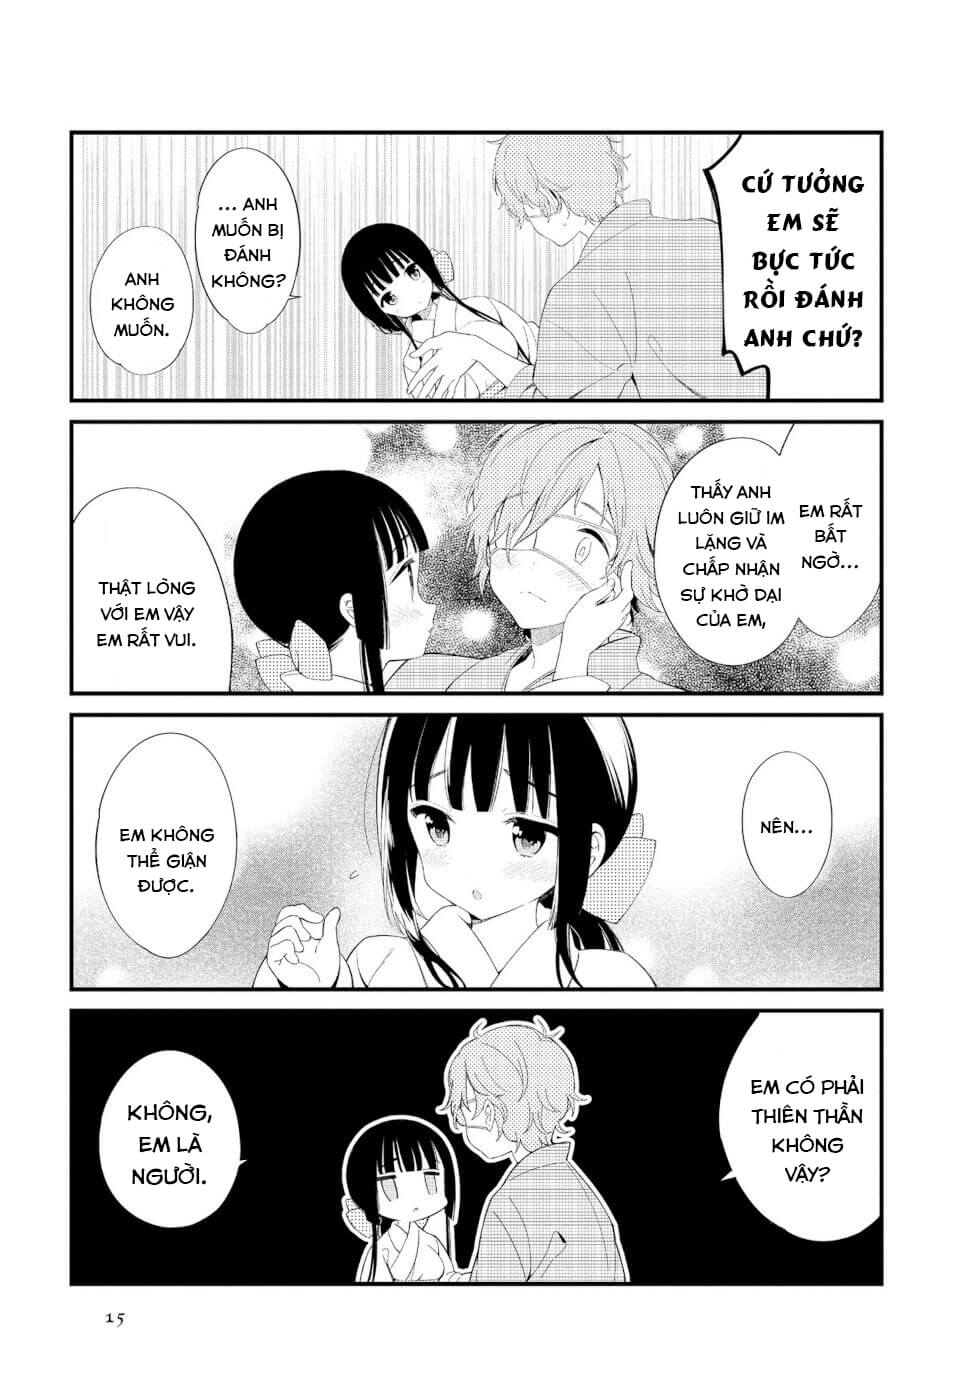 CỨ TƯỞNG
EM SẼ
BỰC TỨC
RỒI ĐÁNH
ANH CHỨ?
... ANH
MUỐN BỊ
ĐÁNH
KHÔNG?
ANH
KHÔNG
MUỐN.
EM RẤT
BẤT
NGỜ...
THẤY ANH
LUÔN GIỮ IM
LẶNG VÀ
CHẤP NHẬN
SỰ KHỜ DẠI
CỦA EM,
THẬT LÒNG
VỚI EM VẬY
EM RẤT VUI.
NÊN...
EM KHÔNG
THỂ GIẬN
ĐƯỢC.
EM CÓ PHẢI
THIÊN THẦN
KHÔNG
VẬY?
KHÔNG,
EM LÀ
NGƯỜI.
15